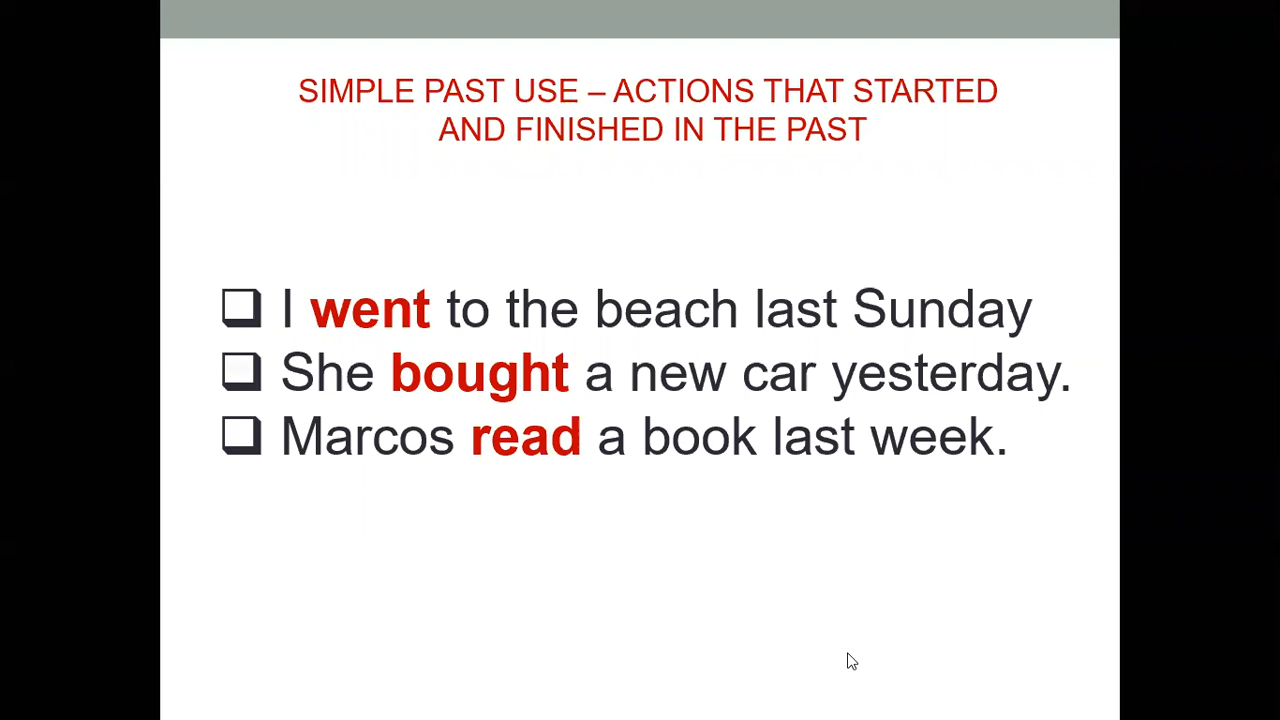 SIMPLE PAST USE – ACTIONS THAT STARTED
AND FINISHED IN THE PAST
❑ I went to the beach last Sunday
❑ She bought a new car yesterday.
❑ Marcos read a book last week.